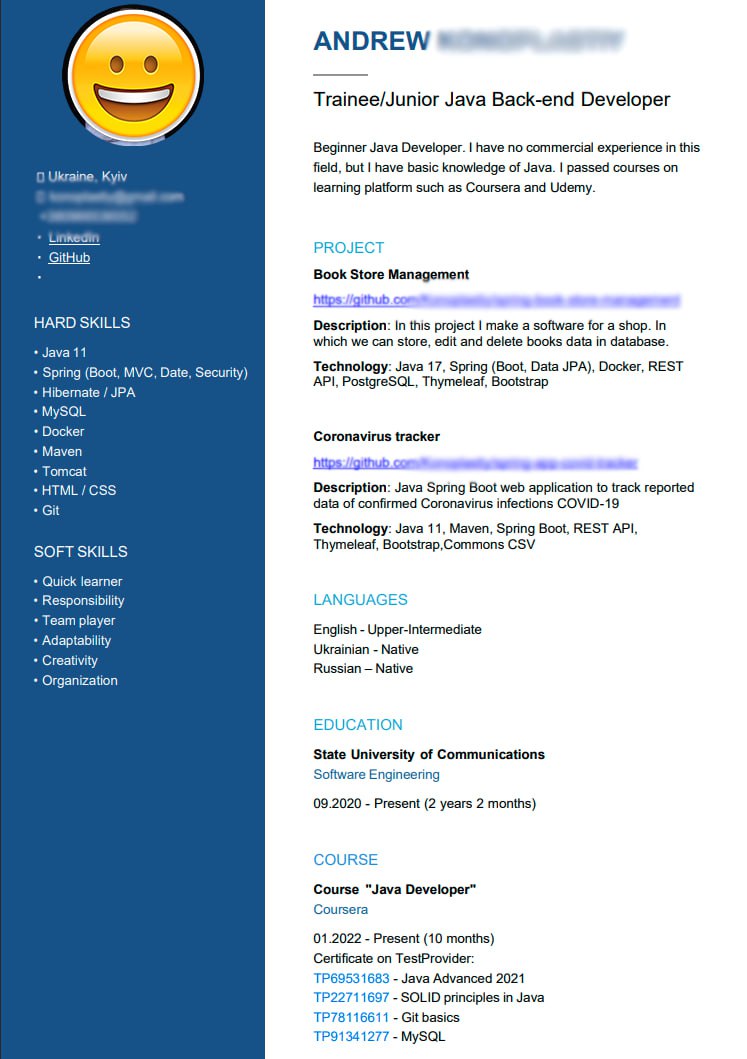 ANDREW
Trainee/Junior Java Back-end Developer
Beginner Java Developer. I have no commercial experience in this
field, but I have basic knowledge of Java. I passed courses on
learning platform such as Coursera and Udemy.
Ukraine, Kyiv
LinkedIn
GitHub
HARD SKILLS
• Java 11
• Spring (Boot, MVC, Date, Security)
• Hibernate / JPA
• MySQL
• Docker
• Maven
• Tomcat
• HTML / CSS
• Git
SOFT SKILLS
• Quick learner
• Responsibility
• Team player
• Adaptability
• Creativity
• Organization
PROJECT
Book Store Management
https://github.com/
Description: In this project I make a software for a shop. In
which we can store, edit and delete books data in database.
Technology: Java 17, Spring (Boot, Data JPA), Docker, REST
API, PostgreSQL, Thymeleaf, Bootstrap
Coronavirus tracker
https://github.com/
Description: Java Spring Boot web application to track reported
data of confirmed Coronavirus infections COVID-19
Technology: Java 11, Maven, Spring Boot, REST API,
Thymeleaf, Bootstrap,Commons CSV
LANGUAGES
English - Upper-Intermediate
Ukrainian - Native
Russian – Native
EDUCATION
State University of Communications
Software Engineering
09.2020 - Present (2 years 2 months)
COURSE
Course "Java Developer"
Coursera
01.2022 - Present (10 months)
Certificate on TestProvider:
TP69531683 - Java Advanced 2021
TP22711697 - SOLID principles in Java
TP78116611 - Git basics
TP91341277 - MySQL